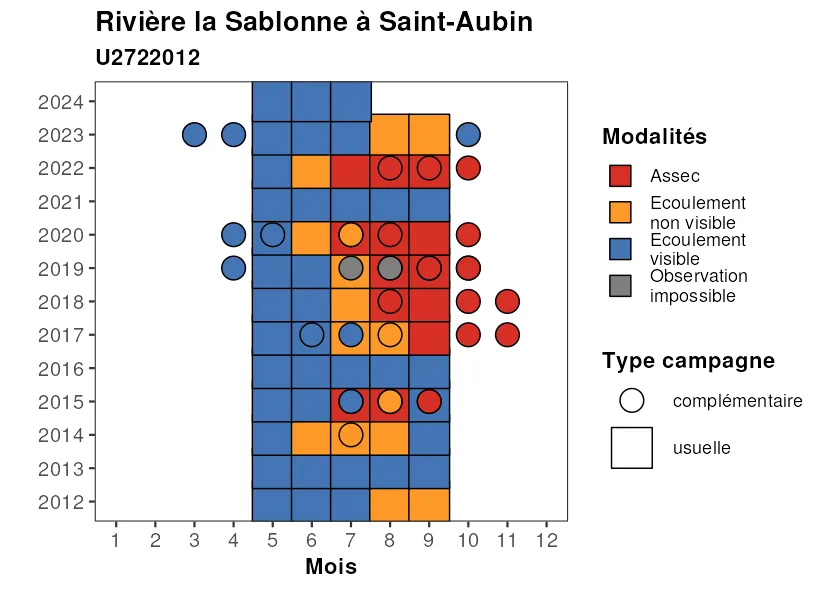 Rivière la Sablonne à Saint-Aubin
U2722012
2024
2023
2022
2021
2020
2019
2018
2017
2016
2015
2014
2013
2012
1 2 3 4 5 6 7 8 9 10 11 12
Mois
Modalités
Assec
Ecoulement
non visible
Ecoulement
visible
Observation
impossible
Type campagne
complémentaire
usuelle